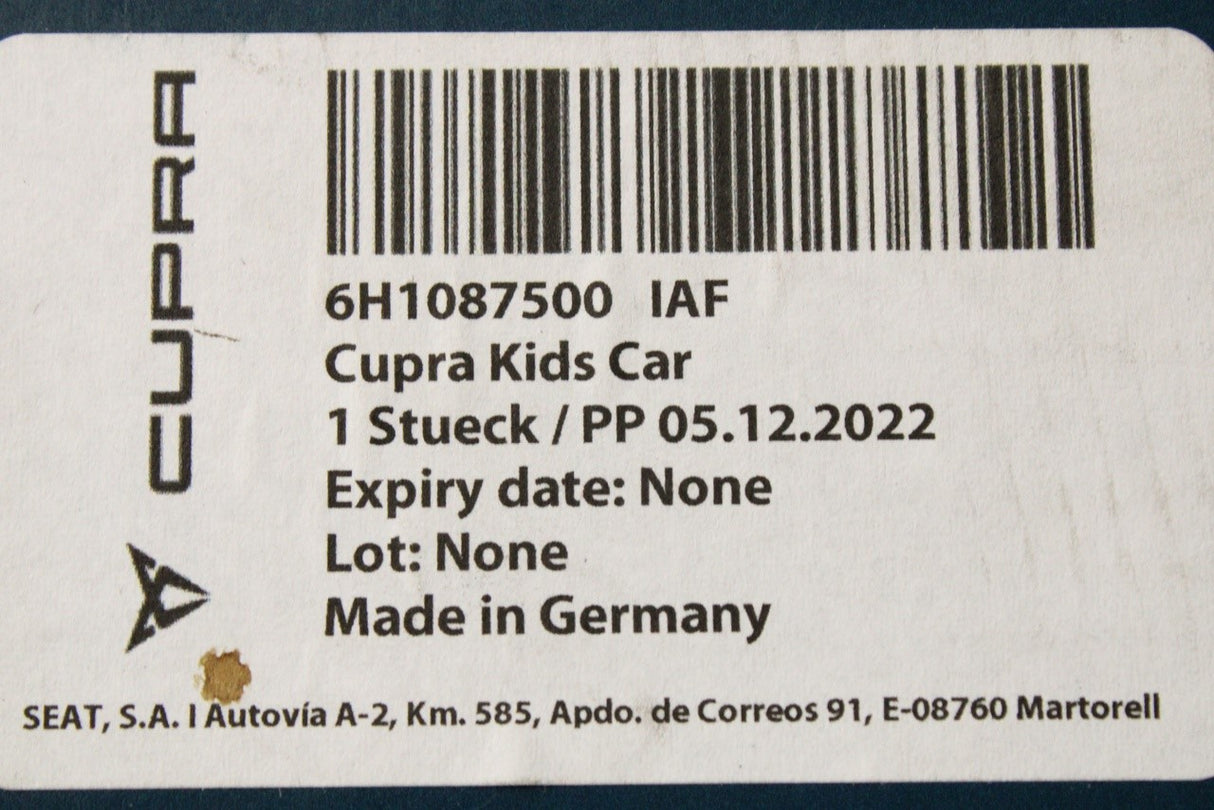 CUPRA
6H1087500 IAF
Cupra Kids Car
1 Stueck / PP 05.12.2022
Expiry date: None
Lot: None
Made in Germany
SEAT, S.A. I Autovía A-2, Km. 585, Apdo. de Correos 91, E-08760 Martorell